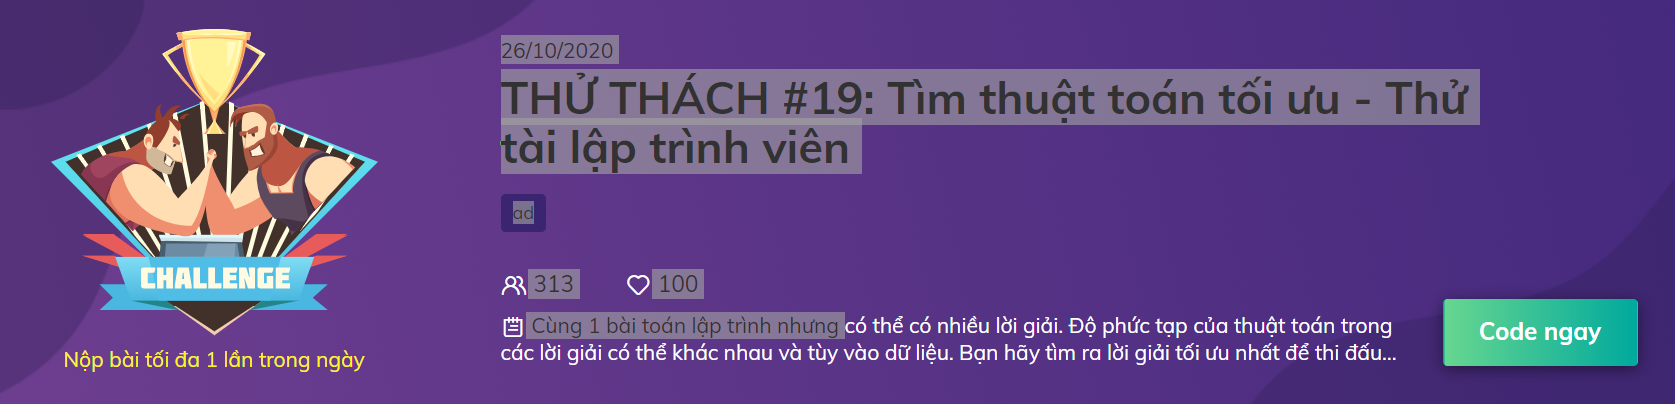 26/10/2020
THỬ THÁCH #19: Tìm thuật toán tối ưu - Thử
tài lập trình viên
ad
313 100
Cùng 1 bài toán lập trình nhưng có thể có nhiều lời giải. Độ phức tạp của thuật toán trong
các lời giải có thể khác nhau và tùy vào dữ liệu. Bạn hãy tìm ra lời giải tối ưu nhất để thi đấu...
Code ngay
CHALLENGE
Nộp bài tối đa 1 lần trong ngày